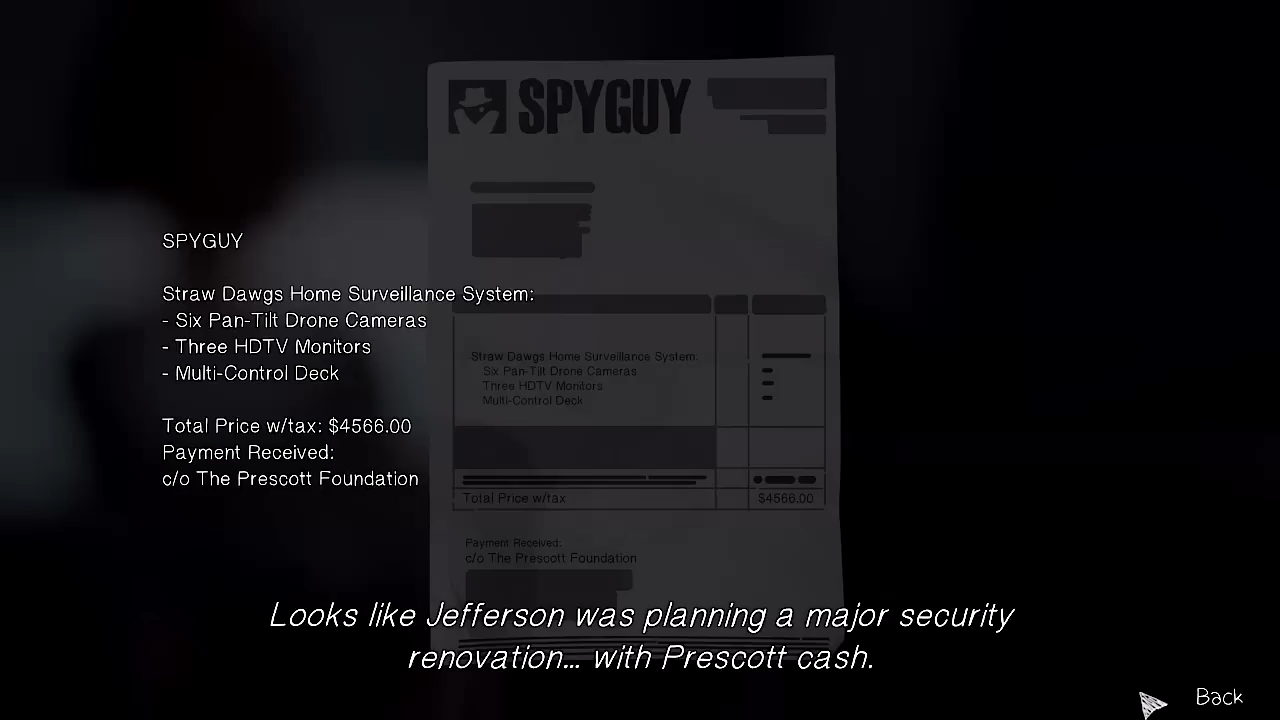 SPYGUY
SPYGUY
Straw Dawgs Home Surveillance System:
- Six Pan-Tilt Drone Cameras
- Three HDTV Monitors
- Multi-Control Deck
Total Price w/tax: $4566.00
Payment Received:
c/o The Prescott Foundation
Straw Dawgs Home Surveillance System:
Six Pan-Tilt Drone Cameras
Three HDTV Monitors
Multi-Control Deck
Total Price w/tax $4566.00
Payment Received:
c/o The Prescott Foundation
Looks like Jefferson was planning a major security
renovation... with Prescott cash.
Back